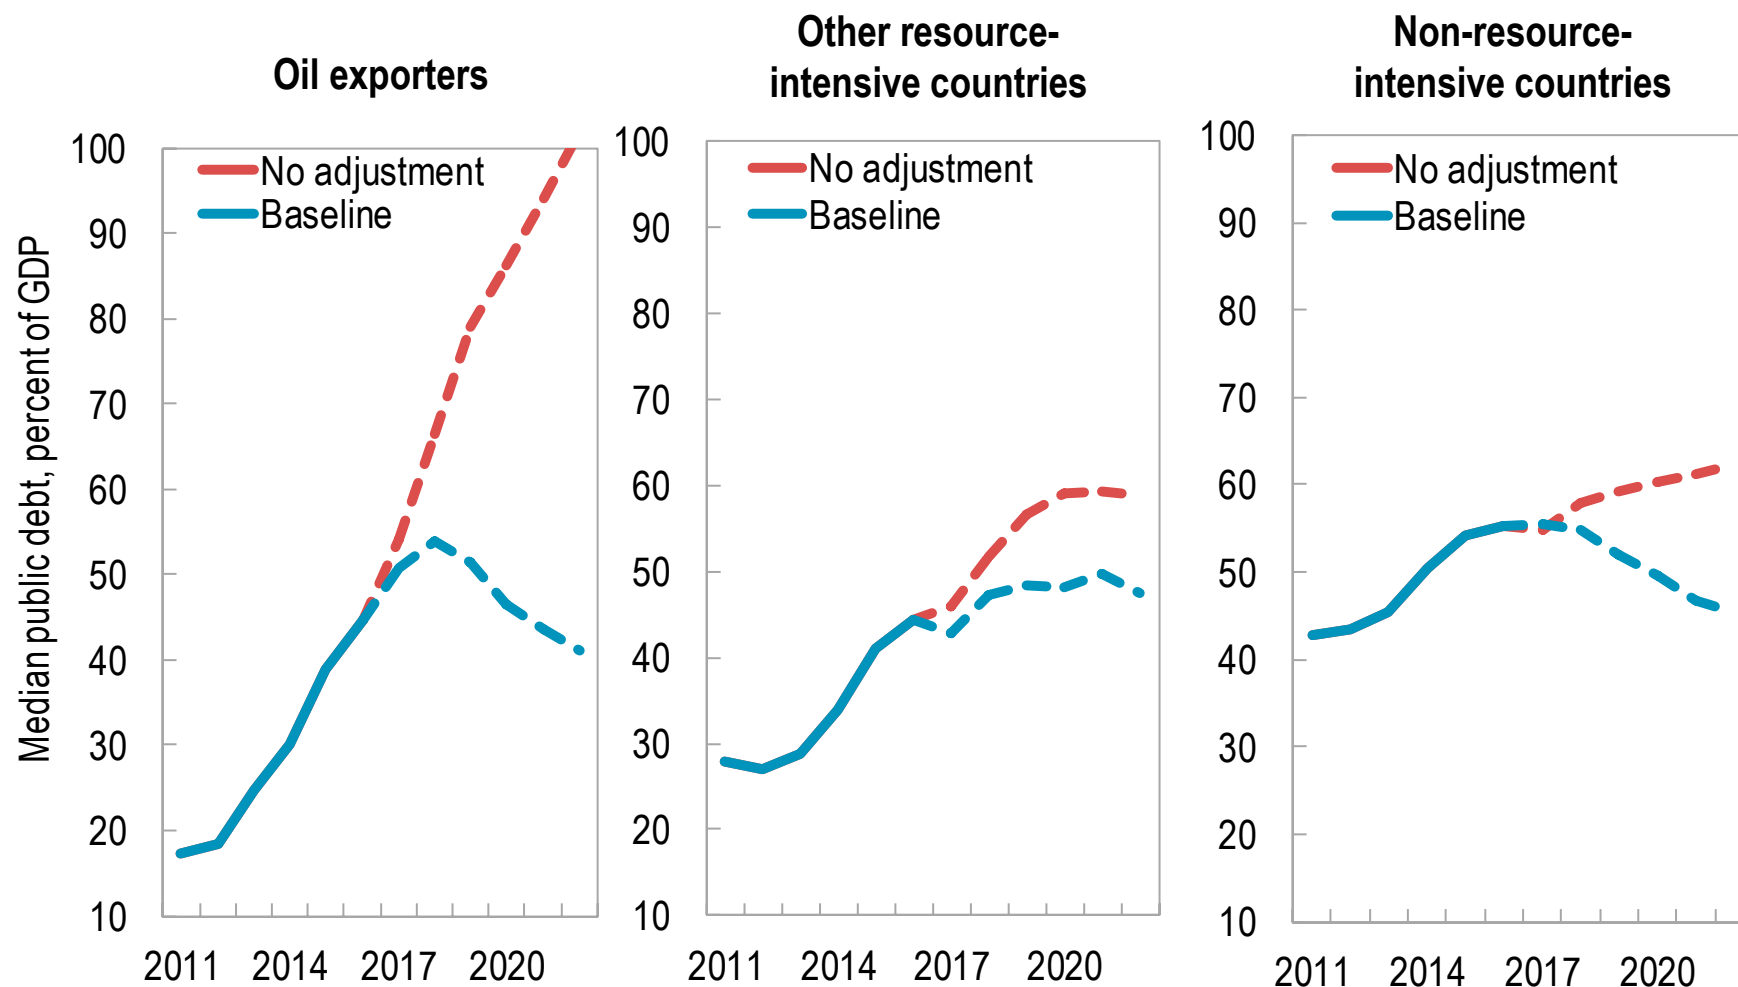 Oil exporters
Other resource-
intensive countries
Non-resource-
intensive countries
Median public debt, percent of GDP
100
90
80
70
60
50
40
30
20
10
No adjustment
Baseline
2011 2014 2017 2020
100
90
80
70
60
50
40
30
20
10
No adjustment
Baseline
2011 2014 2017 2020
100
90
80
70
60
50
40
30
20
10
No adjustment
Baseline
2011 2014 2017 2020